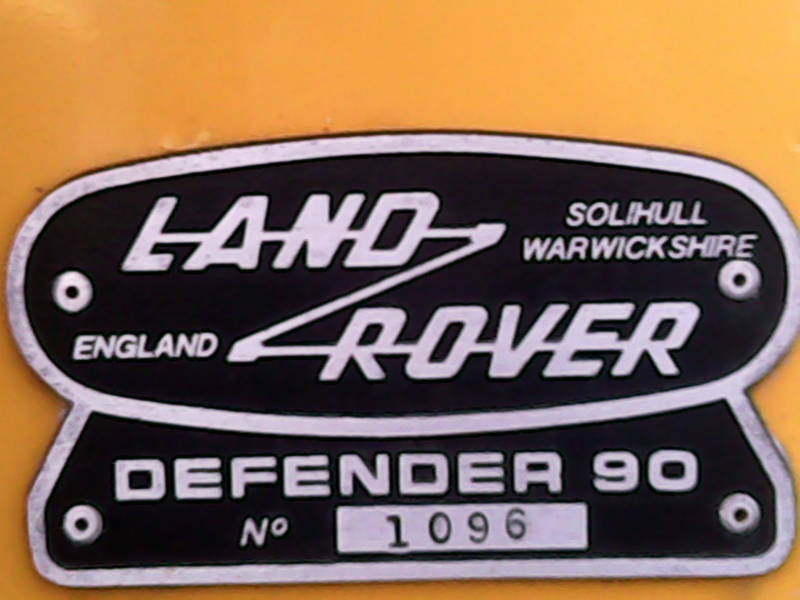 LAND
SOLIHULL
WARWICKSHIRE
ENGLAND
ROVER
DEFENDER 90
Nº 1096